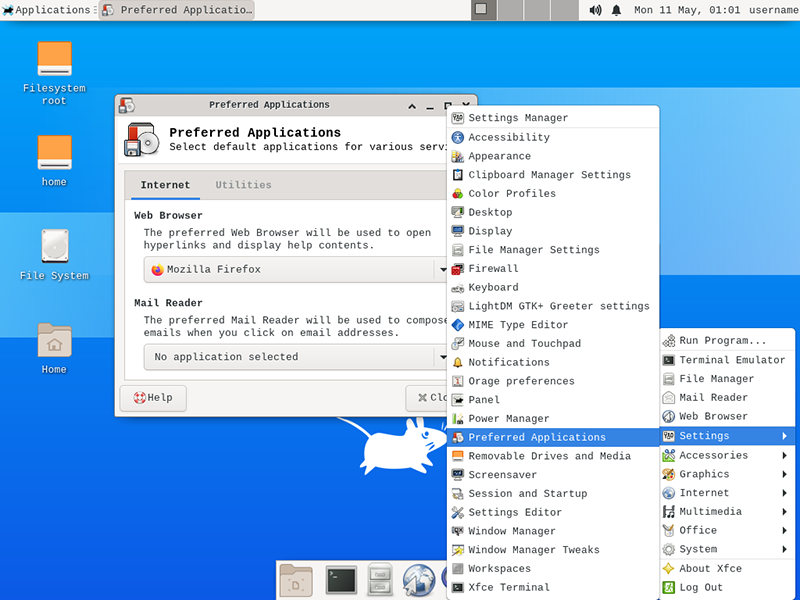 Applications
Preferred Applicatio...
Mon 11 May, 01:01
username
Filesystem
root
home
File System
Home
Preferred Applications
Preferred Applications
Select default applications for various
Internet
Utilities
Web Browser
The preferred Web Browser will be used to open
hyperlinks and display help contents.
Mozilla Firefox
Mail Reader
The preferred Mail Reader will be used to compose
emails when you click on email addresses.
No application selected
Help
Settings Manager
Accessibility
Appearance
Clipboard Manager Settings
Color Profiles
Desktop
Display
File Manager Settings
Firewall
Keyboard
LightDM GTK+ Greeter settings
MIME Type Editor
Mouse and Touchpad
Notifications
Orage preferences
Panel
Power Manager
Preferred Applications
Removable Drives and Media
Screensaver
Session and Startup
Settings Editor
Window Manager
Window Manager Tweaks
Workspaces
Xfce Terminal
Run Program...
Terminal Emulator
File Manager
Mail Reader
Web Browser
Settings
Accessories
Graphics
Internet
Multimedia
Office
System
About Xfce
Log Out